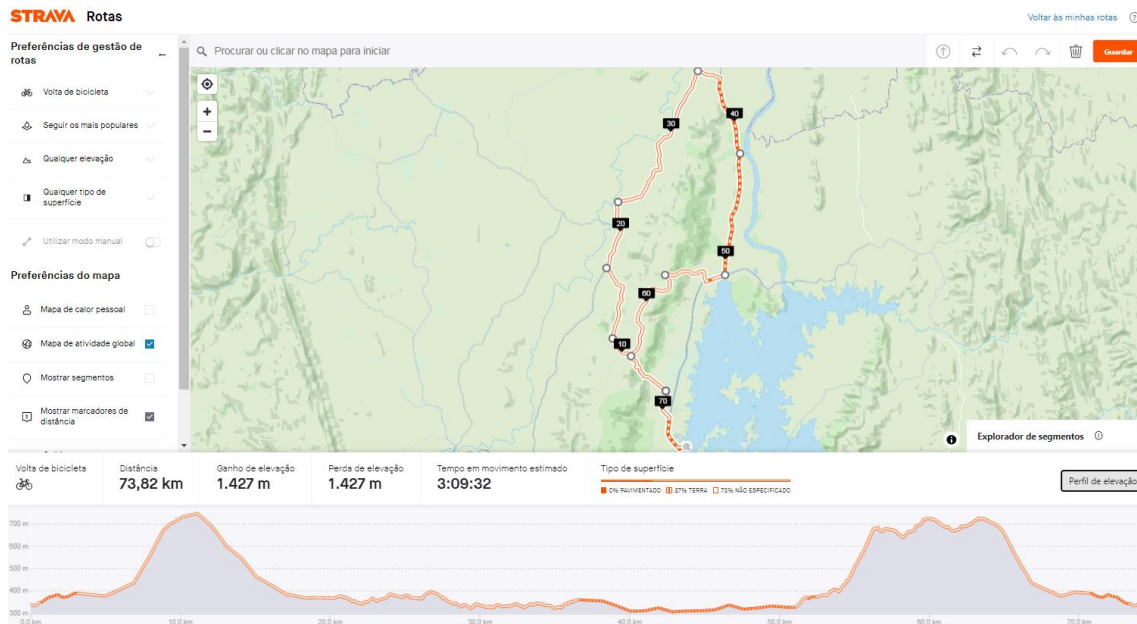 STRAVA Rotas
Voltar às minhas rotas
Preferências de gestão de
rotas
←
Procurar ou clicar no mapa para iniciar
Guardar
Volta de bicicleta
Seguir os mais populares
Qualquer elevação
Qualquer tipo de
superfície
Utilizar modo manual
Preferências do mapa
Mapa de calor pessoal
Mapa de atividade global
Mostrar segmentos
Mostrar marcadores de
distância
+
−
40
30
20
50
60
10
70
Explorador de segmentos
Volta de bicicleta
Distância
73,82 km
Ganho de elevação
1.427 m
Perda de elevação
1.427 m
Tempo em movimento estimado
3:09:32
Tipo de superfície
0% PAVIMENTADO 27% TERRA 73% NÃO ESPECIFICADO
Perfil de elevação
700 m
600 m
500 m
400 m
300 m
0.0 km 10.0 km 20.0 km 30.0 km 40.0 km 50.0 km 60.0 km 70.0 km